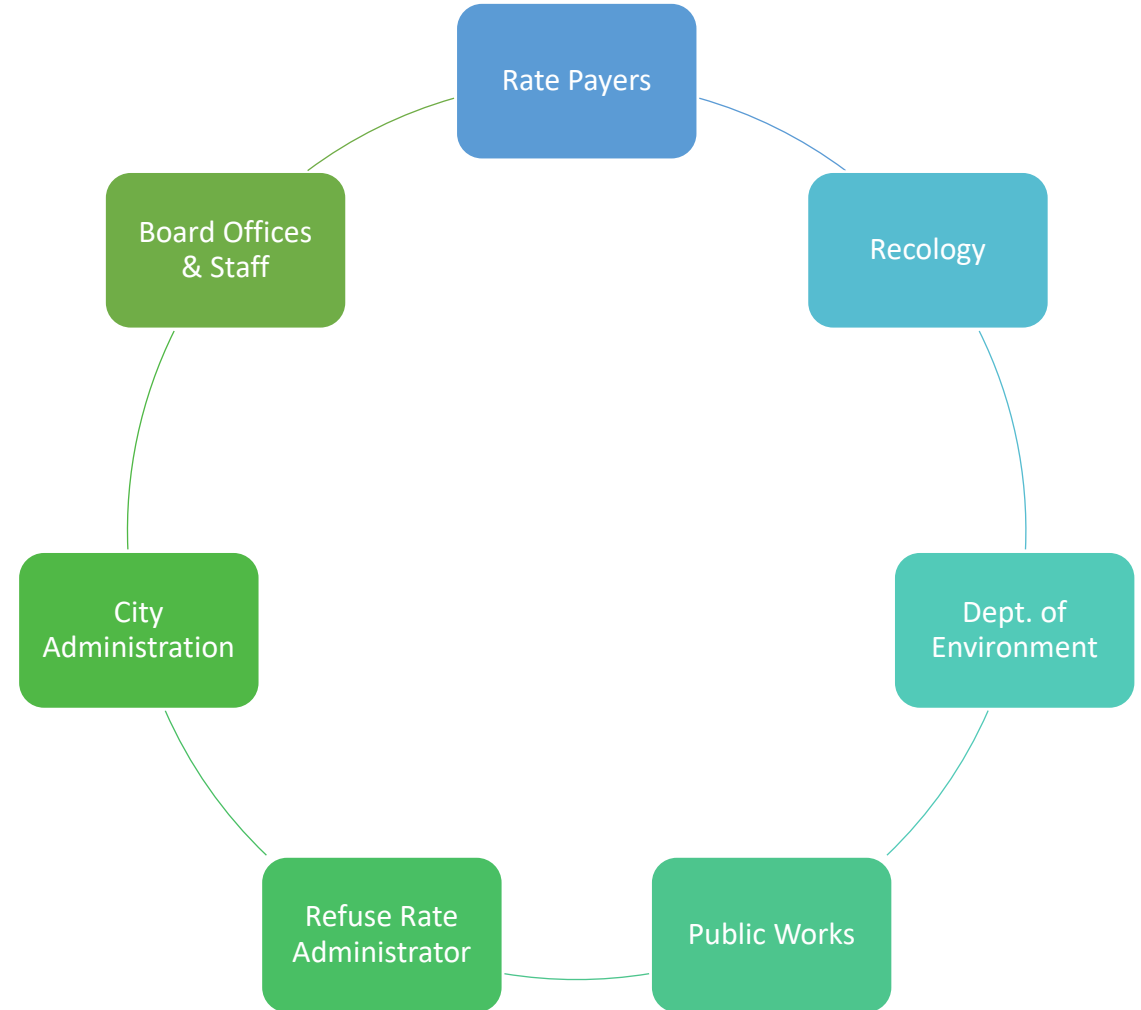 Rate Payers
Recology
Dept. of
Environment
Public Works
Refuse Rate
Administrator
City
Administration
Board Offices
& Staff